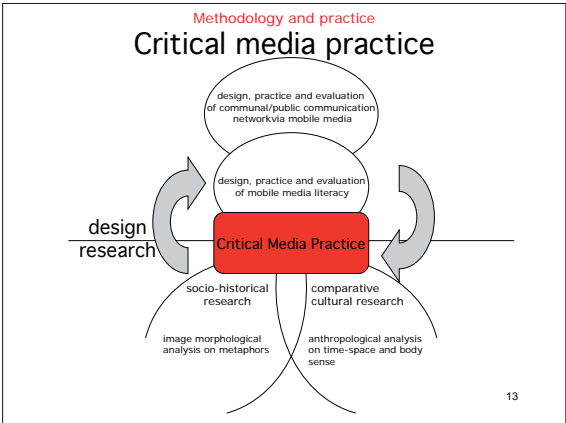 Methodology and practice
Critical media practice
design, practice and evaluation
of communal/public communication
networkvia mobile media
design, practice and evaluation
of mobile media literacy
design
research
Critical Media Practice
socio-historical
research
comparative
cultural research
image morphological
analysis on metaphors
anthropological analysis
on time-space and body
sense
13